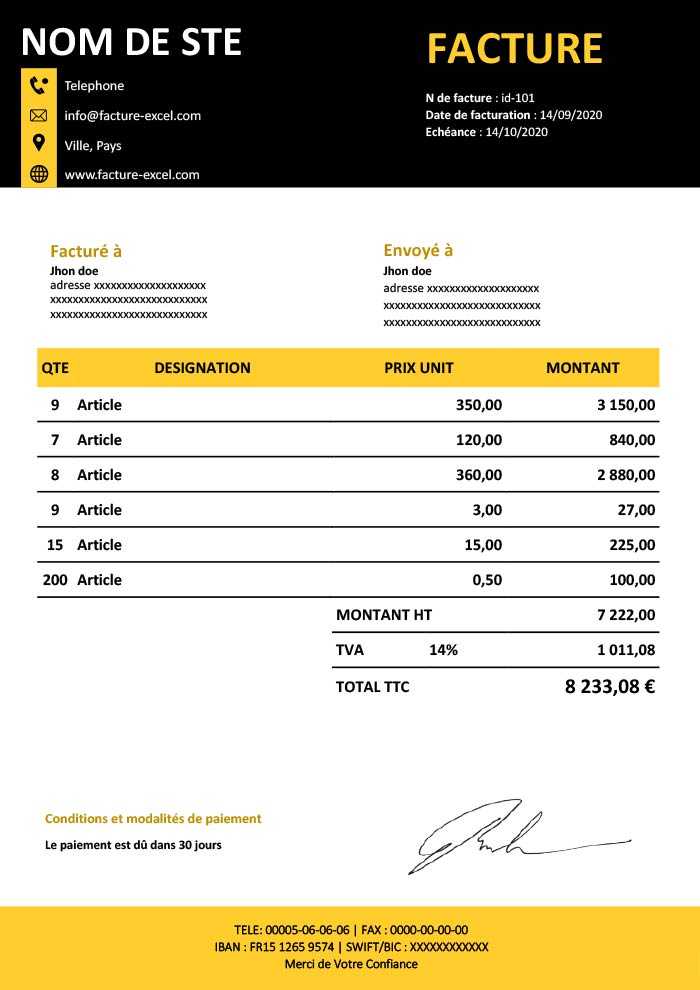 NOM DE STE
Telephone
info@facture-excel.com
Ville, Pays
www.facture-excel.com
FACTURE
N de facture : id-101
Date de facturation : 14/09/2020
Echéance : 14/10/2020
Facturé à
Jhon doe
adresse xxxxxxxxxxxxxxxxxxxx
xxxxxxxxxxxxxxxxxxxxxxxxxxxx
xxxxxxxxxxxxxxxxxxxxxxxxxxxx
Envoyé à
Jhon doe
adresse xxxxxxxxxxxxxxxxxxxx
xxxxxxxxxxxxxxxxxxxxxxxxxxxx
xxxxxxxxxxxxxxxxxxxxxxxxxxxx
QTE DESIGNATION PRIX UNIT MONTANT
9 Article 350,00 3 150,00
7 Article 120,00 840,00
8 Article 360,00 2 880,00
9 Article 3,00 27,00
15 Article 15,00 225,00
200 Article 0,50 100,00
MONTANT HT 7 222,00
TVA 14% 1 011,08
TOTAL TTC 8 233,08 €
Conditions et modalités de paiement
Le paiement est dû dans 30 jours
TELE: 00005-06-06-06 | FAX : 0000-00-00-00
IBAN : FR15 1265 9574 | SWIFT/BIC : XXXXXXXXXXXX
Merci de Votre Confiance